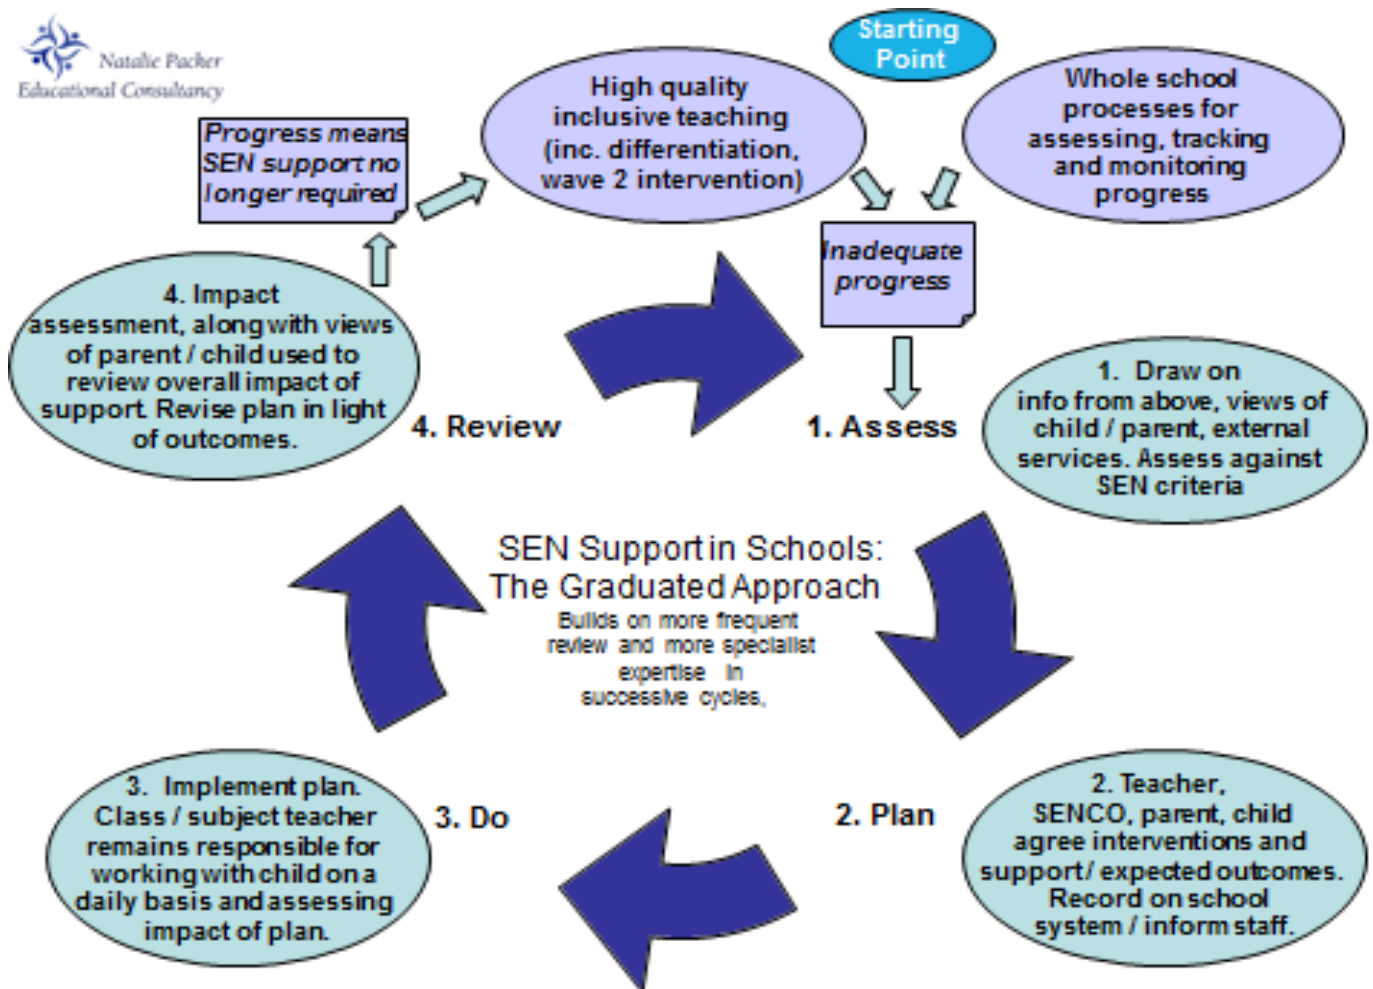 Natalie Packer
Educational Consultancy
Starting
Point
High quality
inclusive teaching
(inc. differentiation,
wave 2 intervention)
Whole school
processes for
assessing, tracking
and monitoring
progress
Progress means
SEN support no
longer required
Inadequate
progress
4. Impact
assessment, along with views
of parent / child used to
review overall impact of
support. Revise plan in light
of outcomes.
4. Review
1. Assess
1. Draw on
info from above, views of
child / parent, external
services. Assess against
SEN criteria
SEN Support in Schools:
The Graduated Approach
Builds on more frequent
review and more specialist
expertise in
successive cycles,
3. Implement plan.
Class / subject teacher
remains responsible for
working with child on a
daily basis and assessing
impact of plan.
3. Do
2. Plan
2. Teacher,
SENCO, parent, child
agree interventions and
support / expected outcomes.
Record on school
system / inform staff.